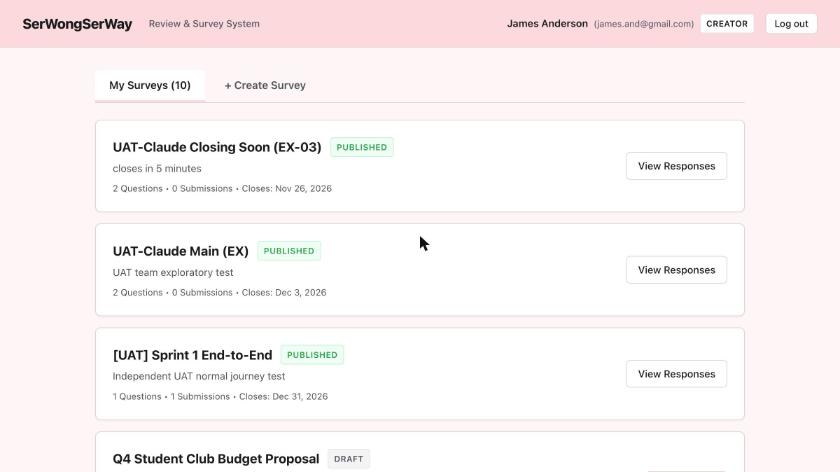 SerWongSerWay Review & Survey System James Anderson (james.and@gmail.com) CREATOR Log out
My Surveys (10) + Create Survey
UAT-Claude Closing Soon (EX-03) PUBLISHED
closes in 5 minutes
2 Questions • 0 Submissions • Closes: Nov 26, 2026
View Responses
UAT-Claude Main (EX) PUBLISHED
UAT team exploratory test
2 Questions • 0 Submissions • Closes: Dec 3, 2026
View Responses
[UAT] Sprint 1 End-to-End PUBLISHED
Independent UAT normal journey test
1 Questions • 1 Submissions • Closes: Dec 31, 2026
View Responses
Q4 Student Club Budget Proposal DRAFT